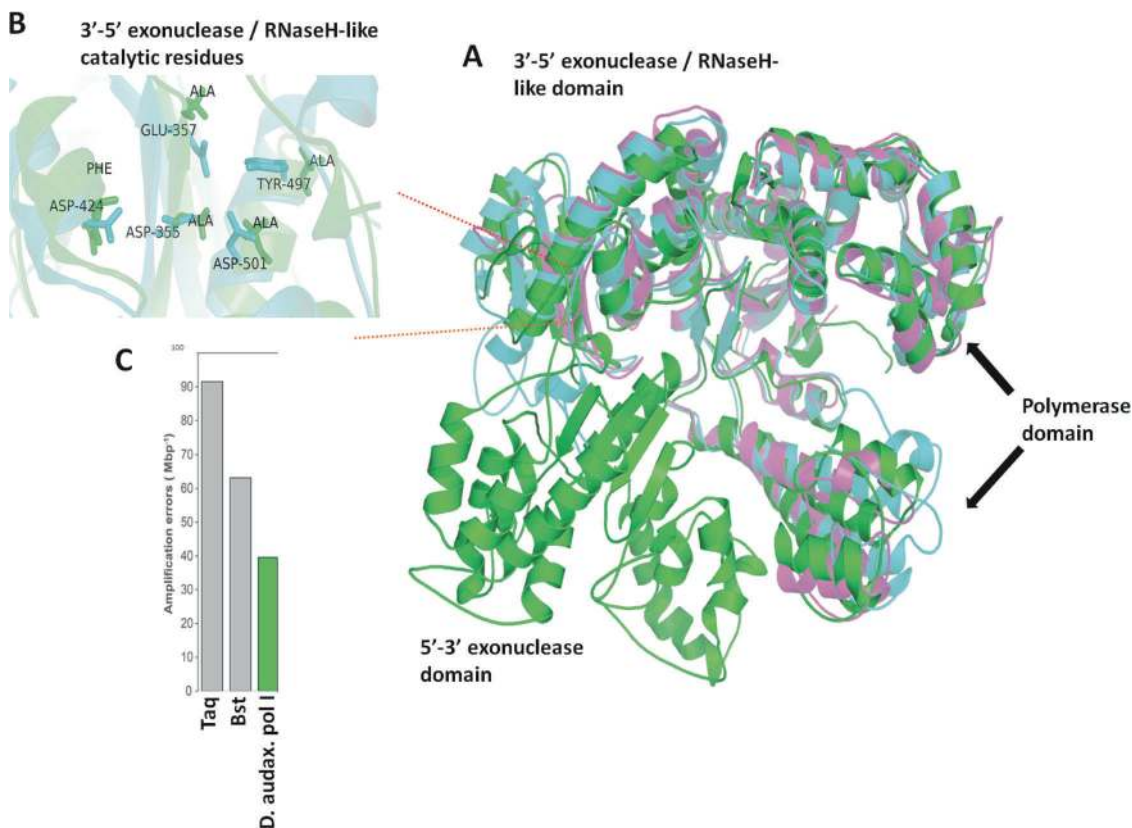 B
3’-5’ exonuclease / RNaseH-like
catalytic residues
ALA
GLU-357
PHE
ALA
TYR-497
ASP-424
ASP-355
ALA
ALA
ASP-501
A
3’-5’ exonuclease / RNaseH-
like domain
Polymerase
domain
5’-3’ exonuclease
domain
C
Amplification errors ( Mbp⁻¹)
100
90
80
70
60
50
40
30
20
10
0
Taq
Bst
D. audax. pol I